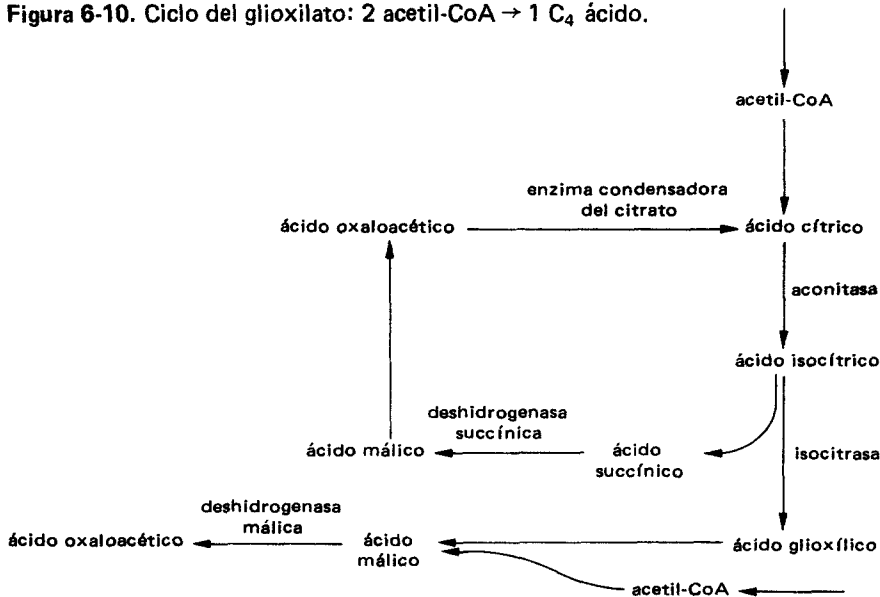 Figura 6-10. Ciclo del glioxilato: 2 acetil-CoA → 1 C₄ ácido.
acetil-CoA
enzima condensadora
del citrato
ácido oxaloacético
ácido cítrico
aconitasa
ácido isocítrico
deshidrogenasa
succínica
ácido málico
ácido
succínico
isocitrasa
deshidrogenasa
málica
ácido oxaloacético
ácido
málico
ácido glioxílico
acetil-CoA